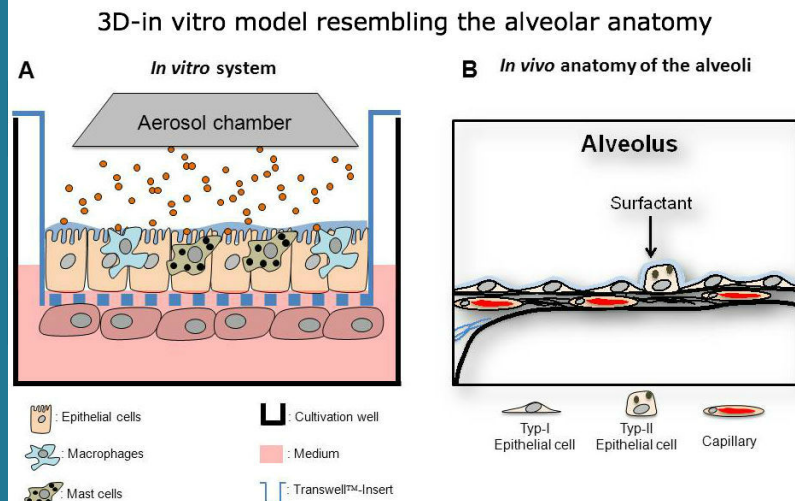 3D-in vitro model resembling the alveolar anatomy
A
In vitro system
Aerosol chamber
: Epithelial cells
: Macrophages
: Mast cells
: Cultivation well
: Medium
: Transwell™-Insert
B
In vivo anatomy of the alveoli
Alveolus
Surfactant
Typ-I
Epithelial cell
Typ-II
Epithelial cell
Capillary